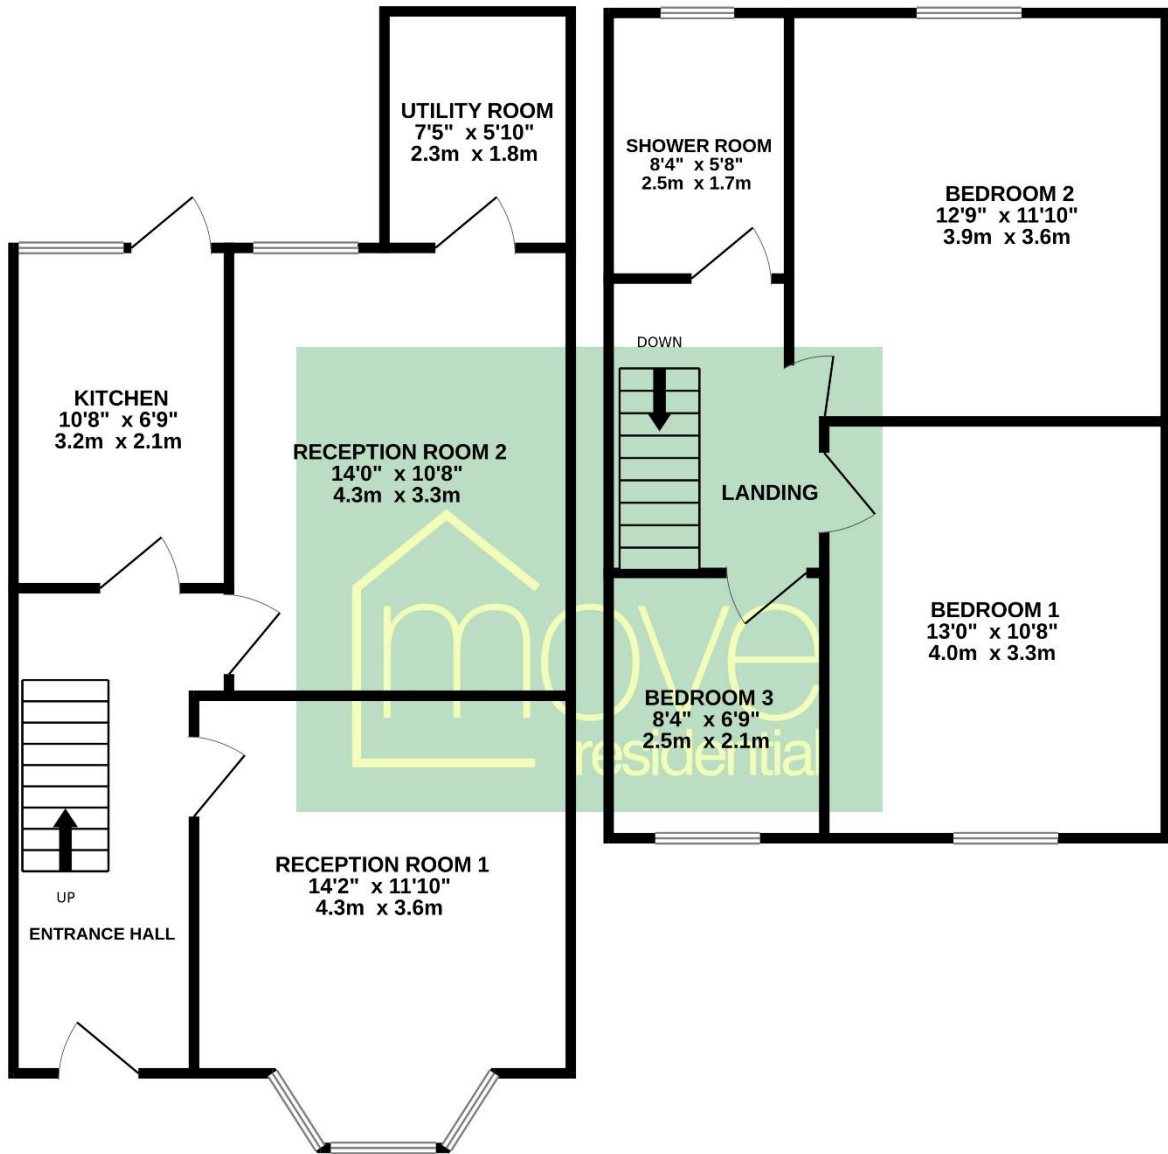 UTILITY ROOM
7'5" x 5'10"
2.3m x 1.8m
KITCHEN
10'8" x 6'9"
3.2m x 2.1m
RECEPTION ROOM 2
14'0" x 10'8"
4.3m x 3.3m
RECEPTION ROOM 1
14'2" x 11'10"
4.3m x 3.6m
UP
ENTRANCE HALL
SHOWER ROOM
8'4" x 5'8"
2.5m x 1.7m
BEDROOM 2
12'9" x 11'10"
3.9m x 3.6m
DOWN
LANDING
BEDROOM 1
13'0" x 10'8"
4.0m x 3.3m
BEDROOM 3
8'4" x 6'9"
2.5m x 2.1m
move
residential